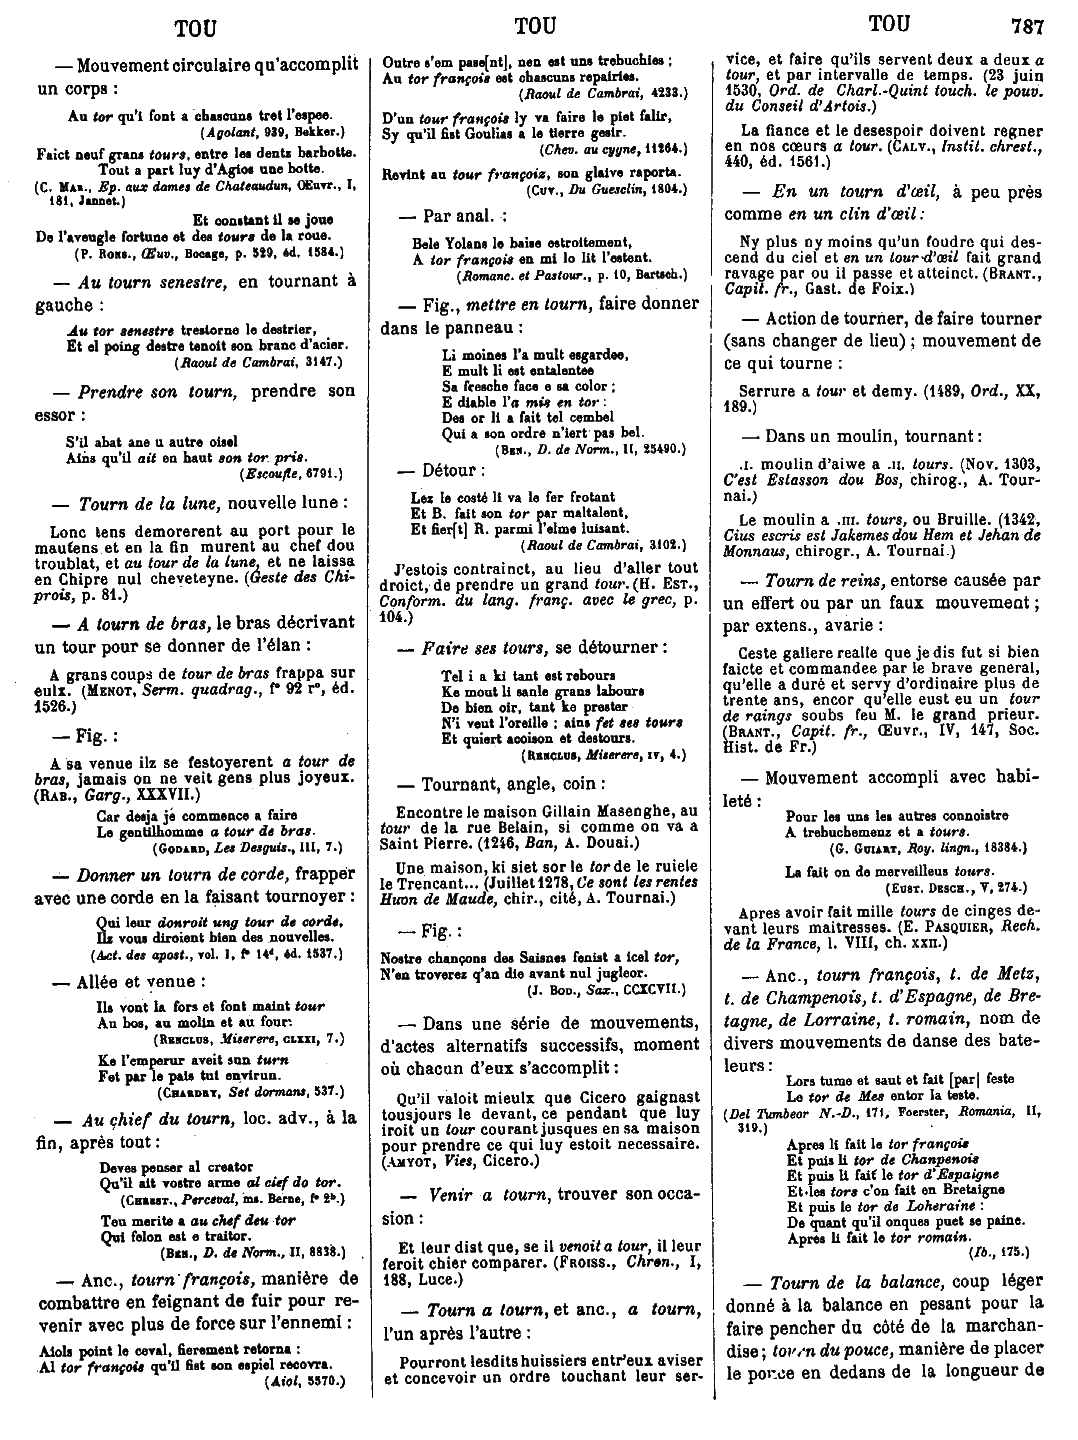 TOU
TOU
TOU
787
— Mouvement circulaire qu'accomplit
un corps :
Au tor qu'i font a chascuns tret l'espee.
(Agolant, 939, Bekker.)
Faict neuf grans tours, entre les dents barbotte.
Tout a part luy d'Agios une botte.
(C. MAR., Ep. aux dames de Chateaudun, Œuvr., I,
181, Jannet.)
Et constant il se joue
De l'aveugle fortune et des tours de la roue.
(P. RONS., Œuv., Bocage, p. 529, éd. 1584.)
— Au tourn senestre, en tournant à
gauche :
Au tor senestre trestorne le destrier,
Et el poing destre tenoit son branc d'acier.
(Raoul de Cambrai, 3147.)
— Prendre son tourn, prendre son
essor :
S'il abat ane u autre oisel
Ains qu'il ait en haut son tor pris.
(Escoufle, 6791.)
— Tourn de la lune, nouvelle lune :
Lonc tens demorerent au port pour le
mautens et en la fin murent au chef dou
troublat, et au tour de la lune, et ne laissa
en Chipre nul cheveteyne. (Geste des Chi-
prois, p. 81.)
— A tourn de bras, le bras décrivant
un tour pour se donner de l'élan :
A grans coups de tour de bras frappa sur
eulx. (MENOT, Serm. quadrag., f° 92 r°, éd.
1526.)
— Fig. :
A sa venue ilz se festoyerent a tour de
bras, jamais on ne veit gens plus joyeux.
(RAB., Garg., XXXVII.)
Car desja je commence a faire
Le gentilhomme a tour de bras.
(GODARD, Les Desguis., III, 7.)
— Donner un tourn de corde, frapper
avec une corde en la faisant tournoyer :
Qui leur donroit ung tour de corde,
Ilz vous diroient bien des nouvelles.
(Act. des apost., vol. I, f° 14ᵈ, éd. 1537.)
— Allée et venue :
Ils vont la fors et font maint tour
Au bos, au molin et au four.
(RENCLUS, Miserere, CLXXI, 7.)
Ke l'emperur aveit sun turn
Fet par le païs tut envirun.
(CHARDRY, Set dormans, 537.)
— Au chief du tourn, loc. adv., à la
fin, après tout :
Deves penser al creator
Qu'il ait vostre arme al cief do tor.
(CHREST., Perceval, ms. Berne, f° 2ᵇ.)
Teu merite a au chef deu tor
Qui felon est e traitor.
(BEN., D. de Norm., II, 8838.)
— Anc., tourn françois, manière de
combattre en feignant de fuir pour re-
venir avec plus de force sur l'ennemi :
Aiols point le ceval, fierement retorna :
Al tor françois qu'il fist son espiel recovra.
(Aiol, 5570.)
Outre s'em pase[nt], nen est uns trebuchies ;
Au tor françois est chascuns repairies.
(Raoul de Cambrai, 4233.)
D'un tour françois ly va faire le piet falir,
Sy qu'il fist Goulias a le tierre gesir.
(Chev. au cygne, 11264.)
Revint au tour françoiz, son glaive raporta.
(CUV., Du Guesclin, 1804.)
— Par anal. :
Bele Yolans le baise estroitement,
A tor françois en mi lo lit l'estent.
(Romanc. et Pastour., p. 10, Bartsch.)
— Fig., mettre en tourn, faire donner
dans le panneau :
Li moines l'a mult esgardee,
E mult li est entalentee
Sa fresche face e sa color ;
E diable l'a mis en tor :
Des or li a fait tel cembel
Qui a son ordre n'iert pas bel.
(BEN., D. de Norm., II, 25490.)
— Détour :
Lez le costé li va le fer frotant
Et B. fait son tor par maltalent,
Et fier[t] R. parmi l'elme luisant.
(Raoul de Cambrai, 3102.)
J'estois contrainct, au lieu d'aller tout
droict, de prendre un grand tour. (H. EST.,
Conform. du lang. franç. avec le grec, p.
104.)
— Faire ses tours, se détourner :
Tel i a ki tant est rebours
Ke mout li sanle grans labours
De bien oir, tant ke prester
N'i veut l'oreille ; ains fet ses tours
Et quiert acoison et destours.
(RENCLUS, Miserere, IV, 4.)
— Tournant, angle, coin :
Encontre le maison Gillain Masenghe, au
tour de la rue Belain, si comme on va a
Saint Pierre. (1246, Ban, A. Douai.)
Une maison, ki siet sor le tor de le ruiele
le Trencant... (Juillet 1278, Ce sont les rentes
Huon de Maude, chir., cité, A. Tournai.)
— Fig. :
Nostre chançons des Saisnes fenist a icel tor,
N'en troverez q'an die avant nul jugleor.
(J. BOD., Sax., CCXCVII.)
— Dans une série de mouvements,
d'actes alternatifs successifs, moment
où chacun d'eux s'accomplit :
Qu'il valoit mieulx que Cicero gaignast
tousjours le devant, ce pendant que luy
iroit un tour courant jusques en sa maison
pour prendre ce qui luy estoit necessaire.
(AMYOT, Vies, Cicero.)
— Venir a tourn, trouver son occa-
sion :
Et leur dist que, se il venoit a tour, il leur
feroit chier comparer. (FROISS., Chron., I,
188, Luce.)
— Tourn a tourn, et anc., a tourn,
l'un après l'autre :
Pourront lesdits huissiers entr'eux aviser
et concevoir un ordre touchant leur ser-
vice, et faire qu'ils servent deux a deux a
tour, et par intervalle de temps. (23 juin
1530, Ord. de Charl.-Quint touch. le pouv.
du Conseil d'Artois.)
La fiance et le desespoir doivent regner
en nos cœurs a tour. (CALV., Instit. chrest.,
440, éd. 1561.)
— En un tourn d'œil, à peu près
comme en un clin d'œil :
Ny plus ny moins qu'un foudre qui des-
cend du ciel et en un tour d'œil fait grand
ravage par ou il passe et atteinct. (BRANT.,
Capit. fr., Gast. de Foix.)
— Action de tourner, de faire tourner
(sans changer de lieu) ; mouvement de
ce qui tourne :
Serrure a tour et demy. (1489, Ord., XX,
189.)
— Dans un moulin, tournant :
.I. moulin d'aiwe a .II. tours. (Nov. 1303,
C'est Estasson dou Bos, chirog., A. Tour-
nai.)
Le moulin a .III. tours, ou Bruille. (1342,
Cius escris est Jakemes dou Hem et Jehan de
Monnaus, chirogr., A. Tournai.)
— Tourn de reins, entorse causée par
un effort ou par un faux mouvement ;
par extens., avarie :
Ceste gallere realle que je dis fut si bien
faicte et commandee par le brave general,
qu'elle a duré et servy d'ordinaire plus de
trente ans, encor qu'elle eust eu un tour
de raings soubs feu M. le grand prieur.
(BRANT., Capit. fr., Œuvr., IV, 147, Soc.
Hist. de Fr.)
— Mouvement accompli avec habi-
leté :
Pour les uns les autres connoistre
A trebuchemenz et a tours.
(G. GUIART, Roy. lingn., 18384.)
La fait on de merveilleus tours.
(EUST. DESCH., V, 274.)
Apres avoir fait mille tours de cinges de-
vant leurs maitresses. (E. PASQUIER, Rech.
de la France, l. VIII, ch. XXII.)
— Anc., tourn françois, t. de Metz,
t. de Champenois, t. d'Espagne, de Bre-
tagne, de Lorraine, t. romain, nom de
divers mouvements de danse des bate-
leurs :
Lors tume et saut et fait [par] feste
Le tor de Mes entor la teste.
(Del Tumbeor N.-D., 171, Foerster, Romania, II,
319.)
Apres li fait le tor françois
Et puis li tor de Chanpenois
Et puis li fait le tor d'Espaigne
Et les tors c'on fait en Bretaigne
Et puis le tor de Loheraine :
De quant qu'il onques puet se paine.
Apres li fait le tor romain.
(Ib., 175.)
— Tourn de la balance, coup léger
donné à la balance en pesant pour la
faire pencher du côté de la marchan-
dise ; tourn du pouce, manière de placer
le pouce en dedans de la longueur de